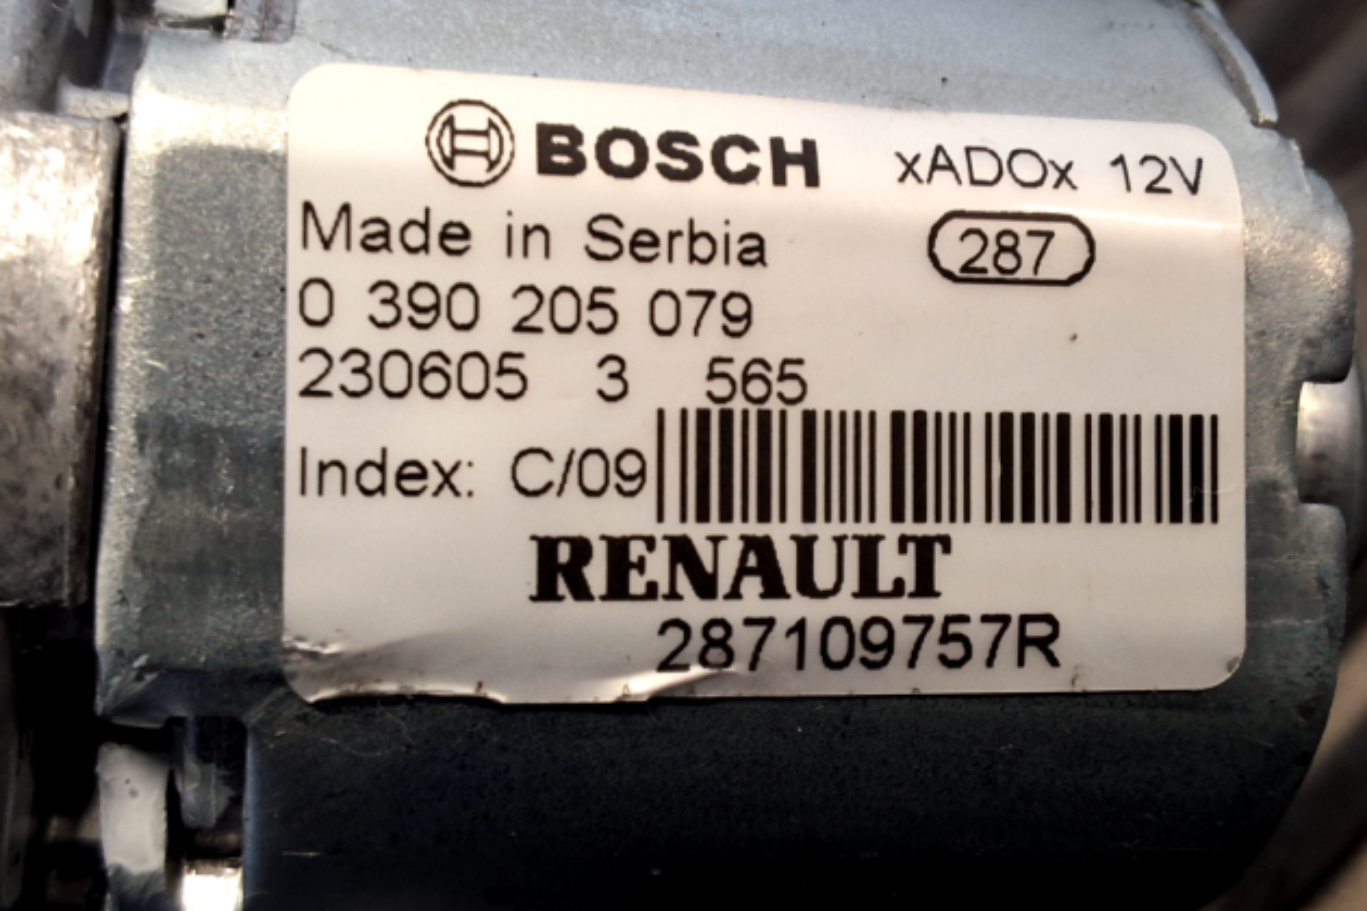 BOSCH xADOx 12V
Made in Serbia 287
0 390 205 079
230605 3 565
Index: C/09
RENAULT
287109757R